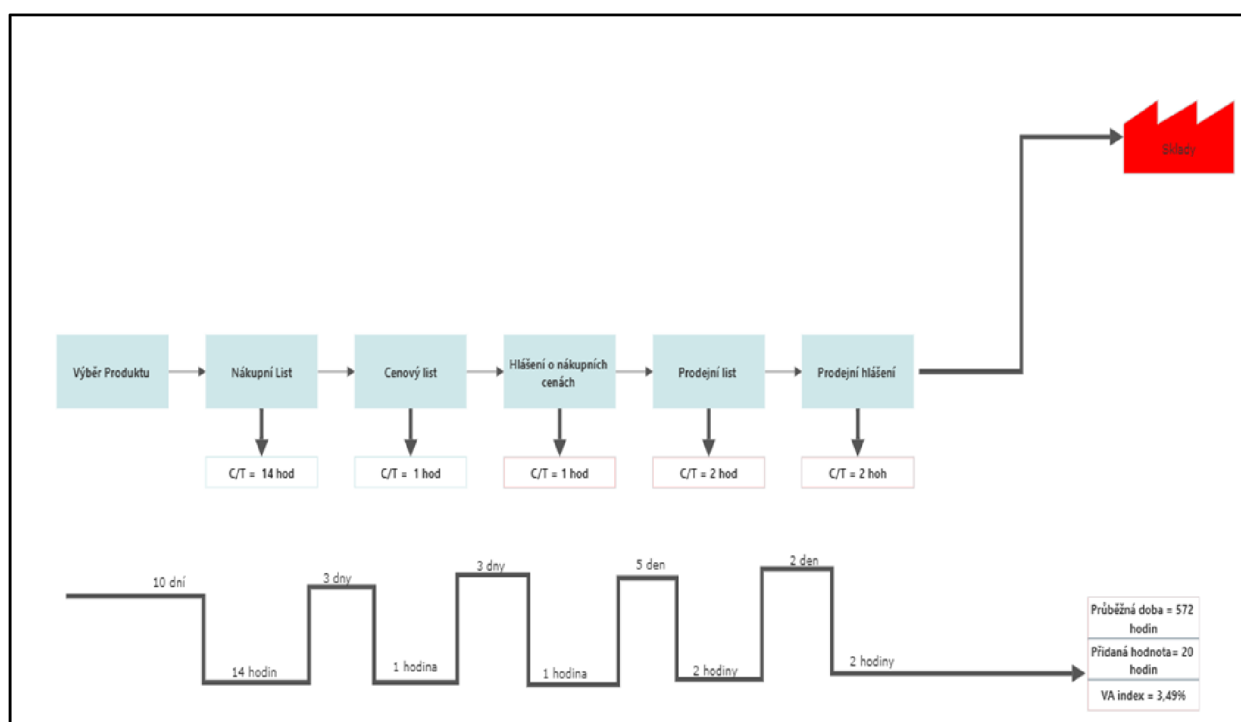 Sklady
Výběr Produktu
Nákupní List
Cenový list
Hlášení o nákupních
cenách
Prodejní list
Prodejní hlášení
C/T = 14 hod
C/T = 1 hod
C/T = 1 hod
C/T = 2 hod
C/T = 2 hoh
10 dní
3 dny
3 dny
5 den
2 den
14 hodin
1 hodina
1 hodina
2 hodiny
2 hodiny
Průběžná doba = 572
hodin
Přidaná hodnota= 20
hodin
VA index = 3,49%